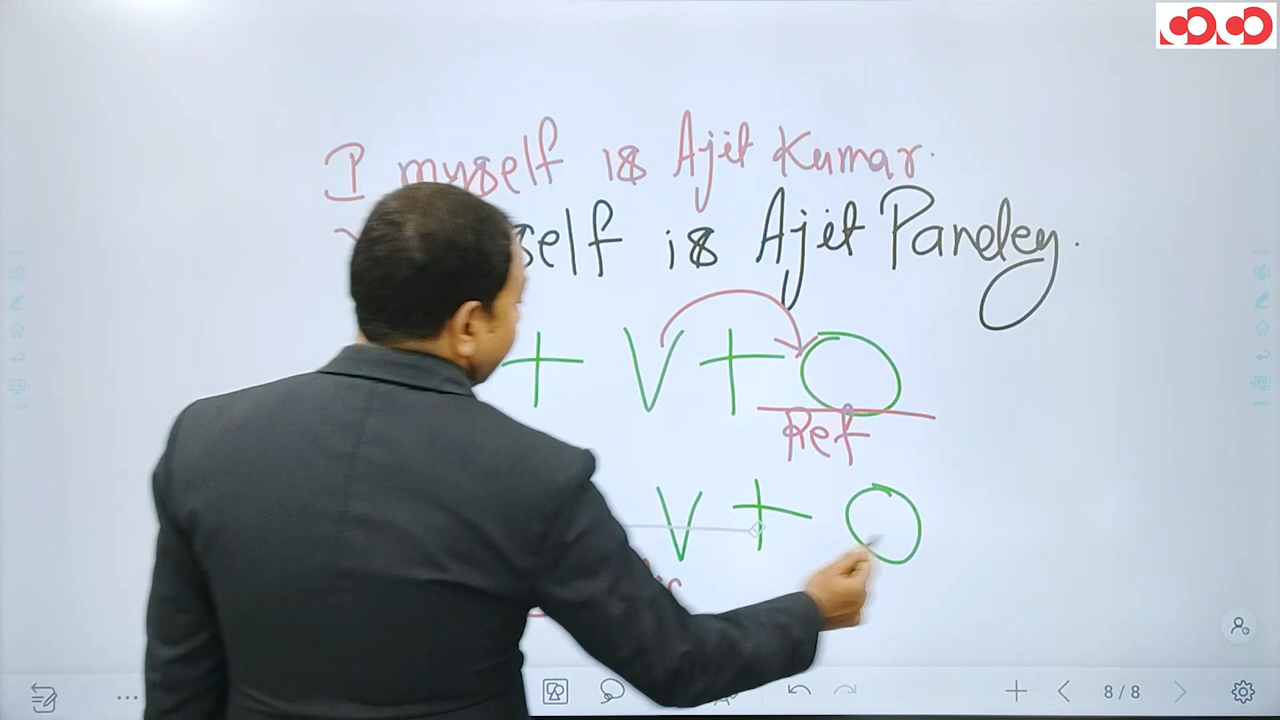 I myself is Ajit Kumar.
self is Ajit Pandey.
+ V + O
Ref
V + O
8/8